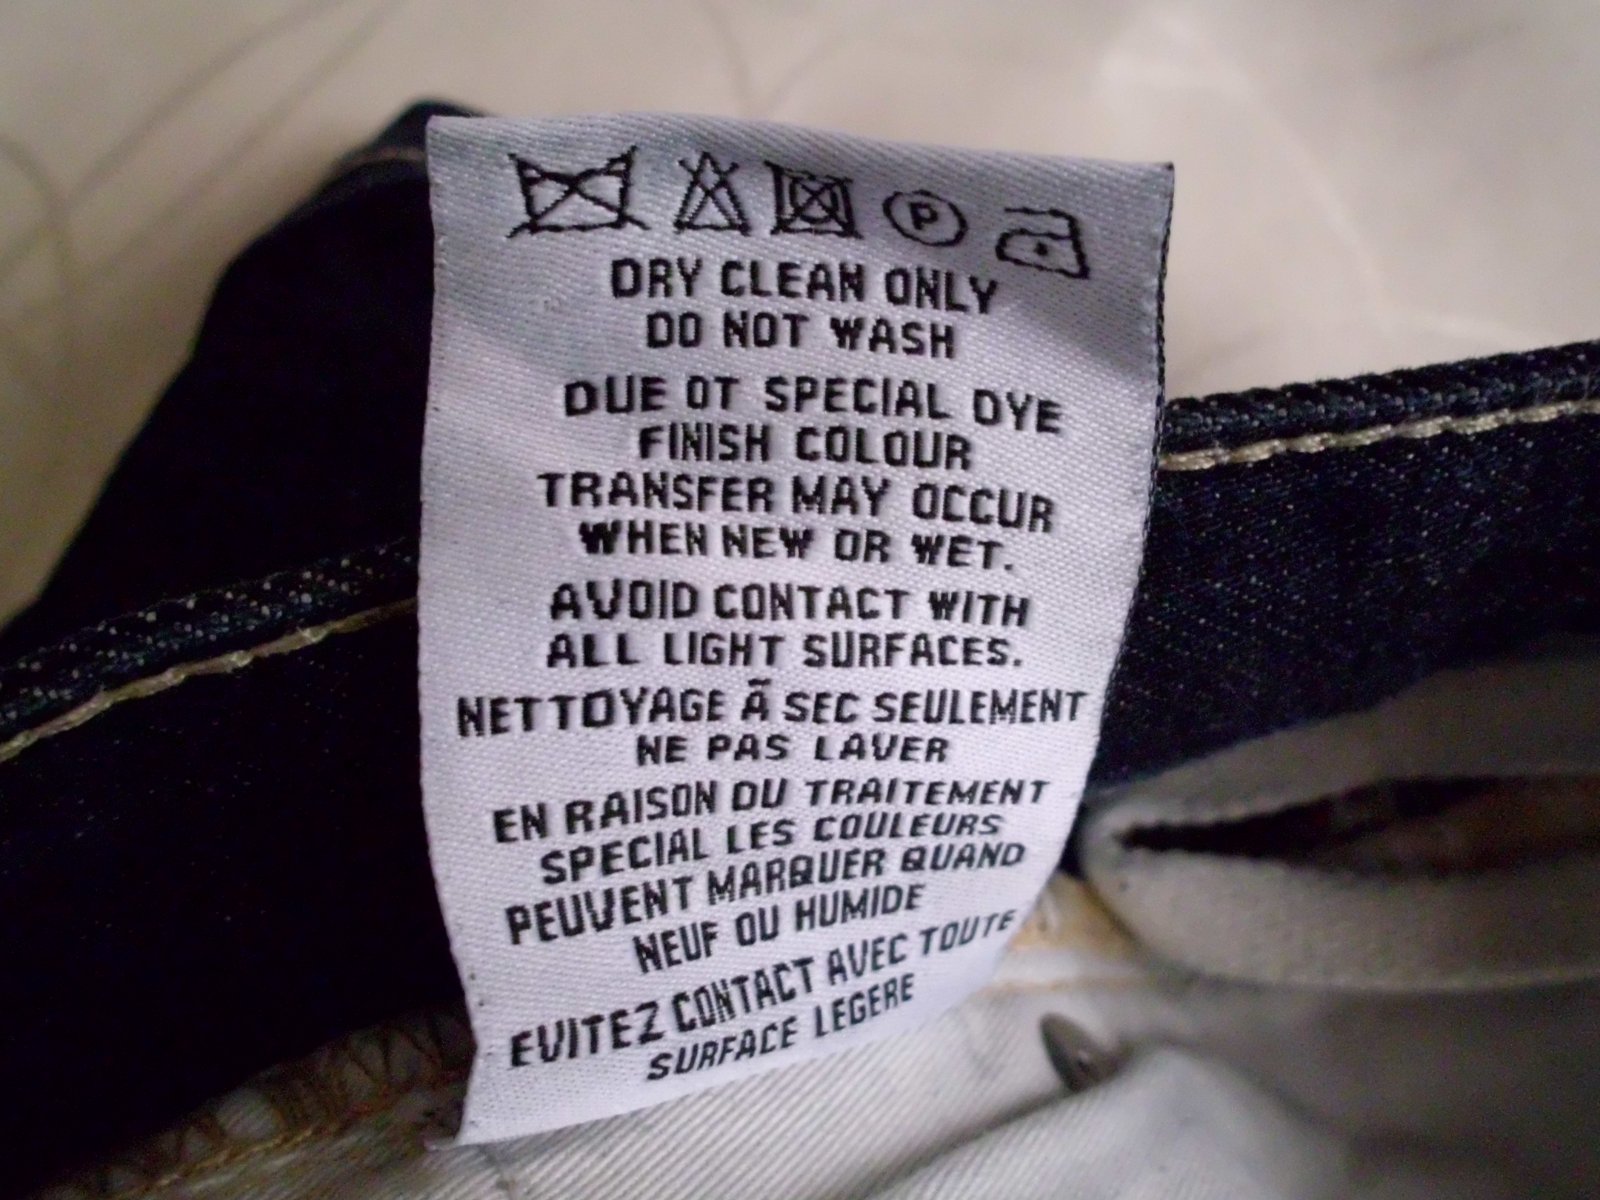 P
DRY CLEAN ONLY
DO NOT WASH
DUE OT SPECIAL DYE
FINISH COLOUR
TRANSFER MAY OCCUR
WHEN NEW OR WET.
AVOID CONTACT WITH
ALL LIGHT SURFACES.
NETTOYAGE Ã SEC SEULEMENT
NE PAS LAVER
EN RAISON DU TRAITEMENT
SPECIAL LES COULEURS
PEUVENT MARQUER QUAND
NEUF OU HUMIDE
EVITEZ CONTACT AVEC TOUTE
SURFACE LEGERE